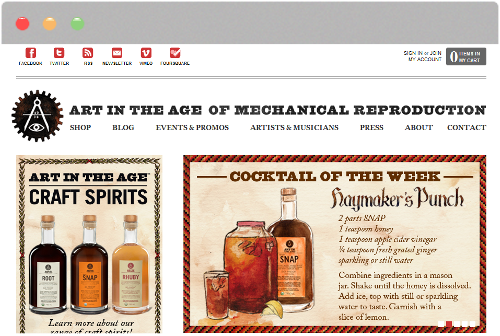 FACEBOOK TWITTER RSS NEWSLETTER VIMEO FOURSQUARE
SIGN IN or JOIN
MY ACCOUNT
0 ITEMS IN
MY CART
ART IN THE AGE OF MECHANICAL REPRODUCTION
SHOP BLOG EVENTS & PROMOS ARTISTS & MUSICIANS PRESS ABOUT CONTACT
ART IN THE AGE
CRAFT SPIRITS
ROOT
SNAP
RHUBY
Learn more about our
range of craft spirits!
COCKTAIL OF THE WEEK
Haymaker's Punch
2 parts SNAP
1 teaspoon honey
1 teaspoon apple cider vinegar
¼ teaspoon fresh grated ginger
sparkling or still water
SNAP
Combine ingredients in a mason
jar. Shake until the honey is dissolved.
Add ice, top with still or sparkling
water to taste. Garnish with a
slice of lemon.